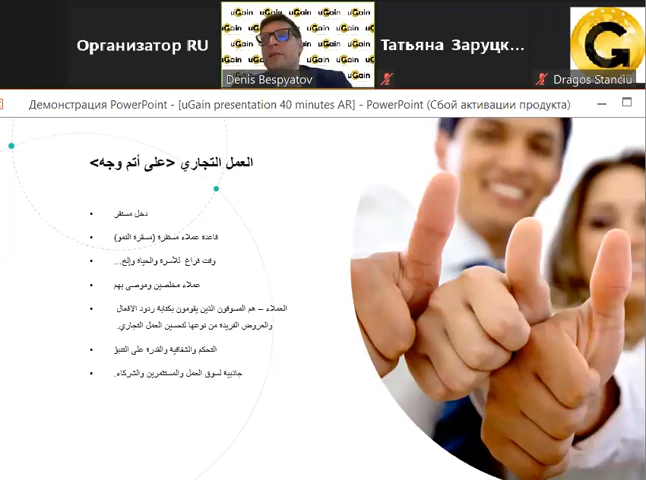 Организатор RU
uGain
Denis Bespyatov
Татьяна Заруцк...
Dragos Stanciu
Демонстрация PowerPoint - [uGain presentation 40 minutes AR] - PowerPoint (Сбой активации продукта)
العمل التجاري <على أتم وجه>
• دخل مستقر
• قاعدة عملاء مستقرة (مستقرة النمو)
• وقت فراغ للأسرة والحياة وإلخ...
• عملاء مخلصين وموصى بهم
• العملاء – هم المسوقون الذين يقومون بكتابة ردود الافعال
والعروض الفريدة من نوعها لتحسين العمل التجاري.
• التحكم والشفافية والقدرة على التنبؤ
• جاذبية لسوق العمل والمستثمرين والشركاء.